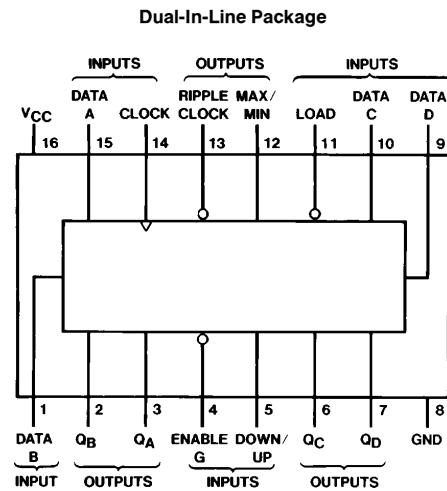 Dual-In-Line Package
INPUTS OUTPUTS INPUTS
DATA RIPPLE MAX/ DATA DATA
VCC A CLOCK CLOCK MIN LOAD C D
16 15 14 13 12 11 10 9
1 2 3 4 5 6 7 8
DATA QB QA ENABLE DOWN/ QC QD GND
B G UP
INPUT OUTPUTS INPUTS OUTPUTS